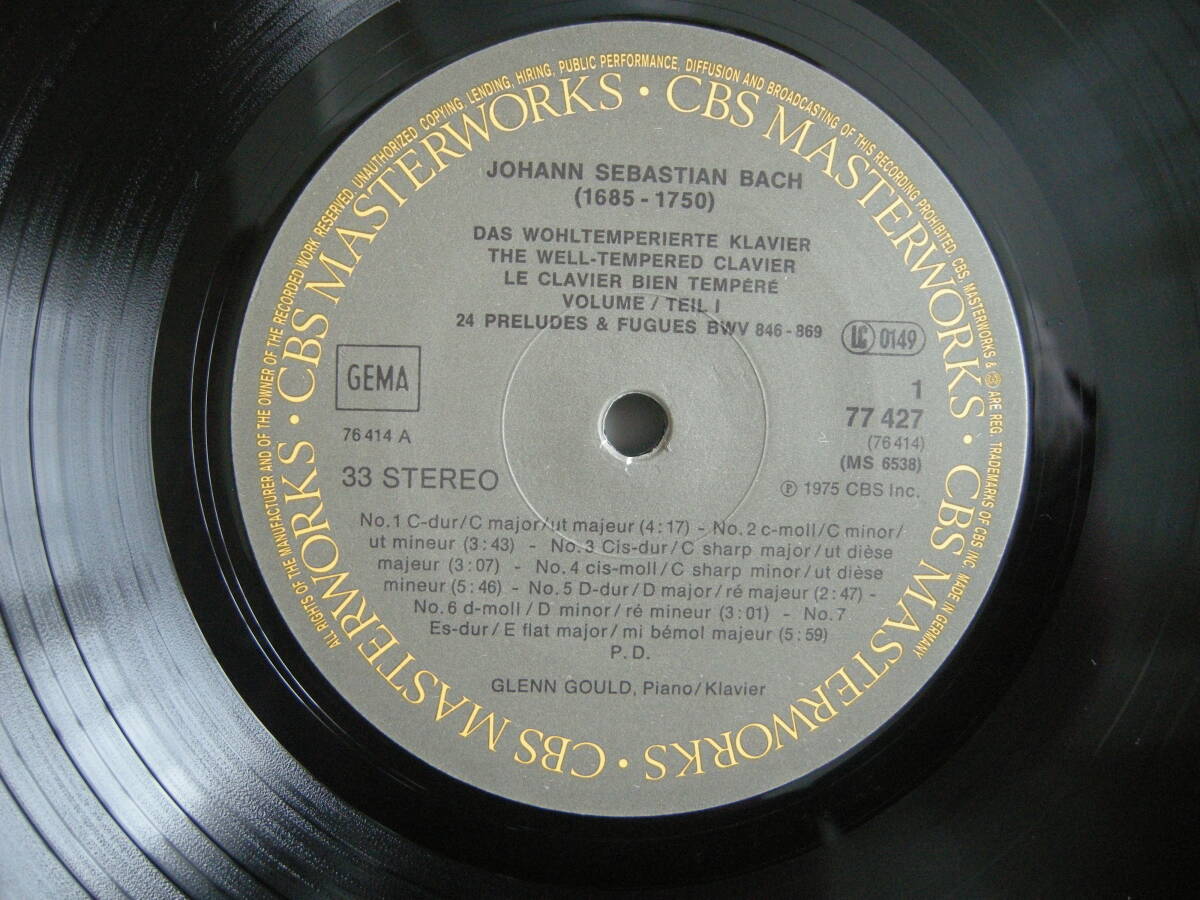 ALL RIGHTS OF THE MANUFACTURER AND OF THE OWNER OF THE RECORDED WORK RESERVED. UNAUTHORIZED COPYING, LENDING, HIRING, PUBLIC PERFORMANCE, DIFFUSION AND BROADCASTING OF THIS RECORDING PROHIBITED. CBS, MASTERWORKS & ARE REG. TRADEMARKS OF CBS INC. MADE IN GERMANY
CBS MASTERWORKS · CBS MASTERWORKS · CBS MASTERWORKS · CBS MASTERWORKS ·
JOHANN SEBASTIAN BACH
(1685 - 1750)
DAS WOHLTEMPERIERTE KLAVIER
THE WELL-TEMPERED CLAVIER
LE CLAVIER BIEN TEMPÉRÉ
VOLUME / TEIL I
24 PRELUDES & FUGUES BWV 846 - 869
LC 0149
GEMA
76 414 A
33 STEREO
1
77 427
(76 414)
(MS 6538)
℗ 1975 CBS Inc.
No. 1 C-dur/C major/ut majeur (4:17) - No. 2 c-moll/C minor/
ut mineur (3:43) - No. 3 Cis-dur/C sharp major/ut dièse
majeur (3:07) - No. 4 cis-moll/C sharp minor/ut dièse
mineur (5:46) - No. 5 D-dur/D major/ré majeur (2:47) -
No. 6 d-moll/D minor/ré mineur (3:01) - No. 7
Es-dur/E flat major/mi bémol majeur (5:59)
P. D.
GLENN GOULD, Piano/Klavier